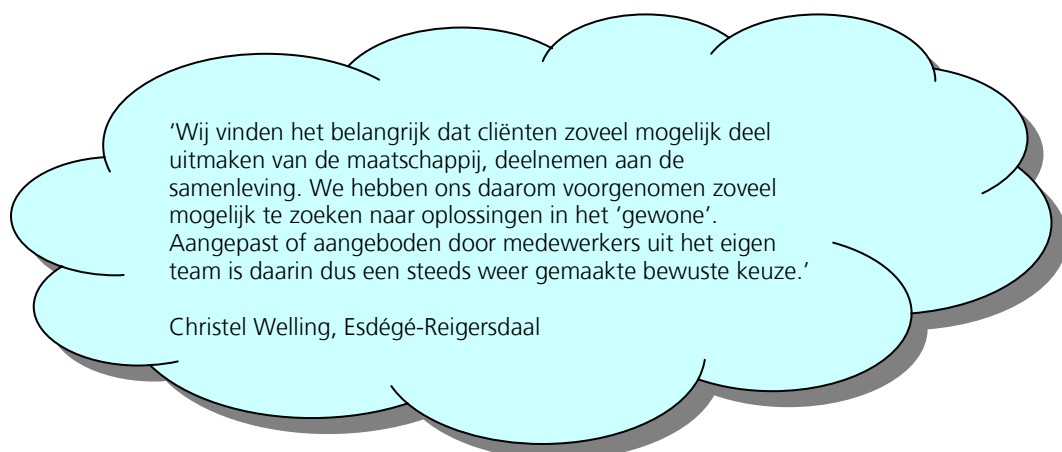 ‘Wij vinden het belangrijk dat cliënten zoveel mogelijk deel
uitmaken van de maatschappij, deelnemen aan de
samenleving. We hebben ons daarom voorgenomen zoveel
mogelijk te zoeken naar oplossingen in het ‘gewone’.
Aangepast of aangeboden door medewerkers uit het eigen
team is daarin dus een steeds weer gemaakte bewuste keuze.’
Christel Welling, Esdégé-Reigersdaal